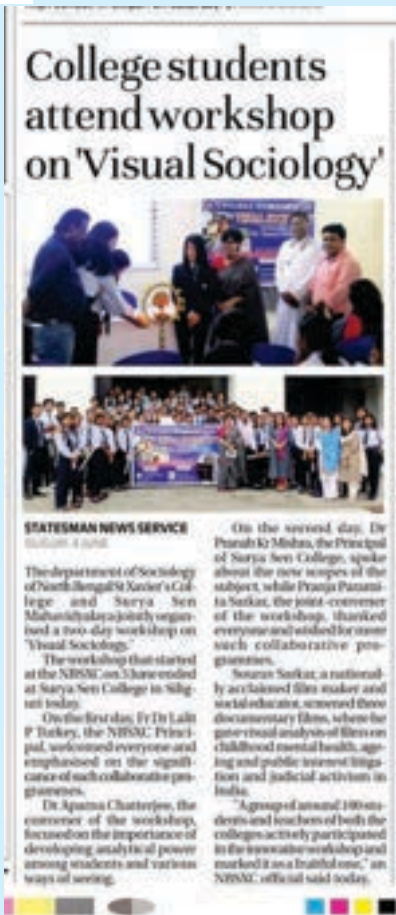 College students
attend workshop
on 'Visual Sociology'
STATESMAN NEWS SERVICE
SILIGURI, 4 JUNE
The department of Sociology
of North Bengal St Xavier's Col-
lege and Surya Sen
Mahavidyalaya jointly organ-
ised a two-day workshop on
"Visual Sociology."
The workshop that started
at the NBSXC on 3 June ended
at Surya Sen College in Silig-
uri today.
On the first day, Fr Dr Lalit
P Tirkey, the NBSXC Princi-
pal, welcomed everyone and
emphasised on the signifi-
cance of such collaborative pro-
grammes.
Dr Aparna Chatterjee, the
convener of the workshop,
focused on the importance of
developing analytical power
among students and various
ways of seeing.
On the second day, Dr
Pranab Kr Mishra, the Principal
of Surya Sen College, spoke
about the new scopes of the
subject, while Pranja Parami-
ta Sarkar, the joint-convener
of the workshop, thanked
everyone and wished for more
such collaborative pro-
grammes.
Sourav Sarkar, a national-
ly acclaimed film maker and
social educator, screened three
documentary films, where he
gave visual analysis of films on
childhood mental health, age-
ing and public interest litiga-
tion and judicial activism in
India.
"A group of around 100 stu-
dents and teachers of both the
colleges actively participated
in the innovative workshop and
marked it as a fruitful one," an
NBSXC official said today.